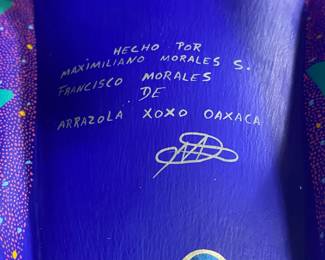 HECHO POR
MAXIMILIANO MORALES S.
FRANCISCO MORALES
DE
ARRAZOLA XOXO OAXACA